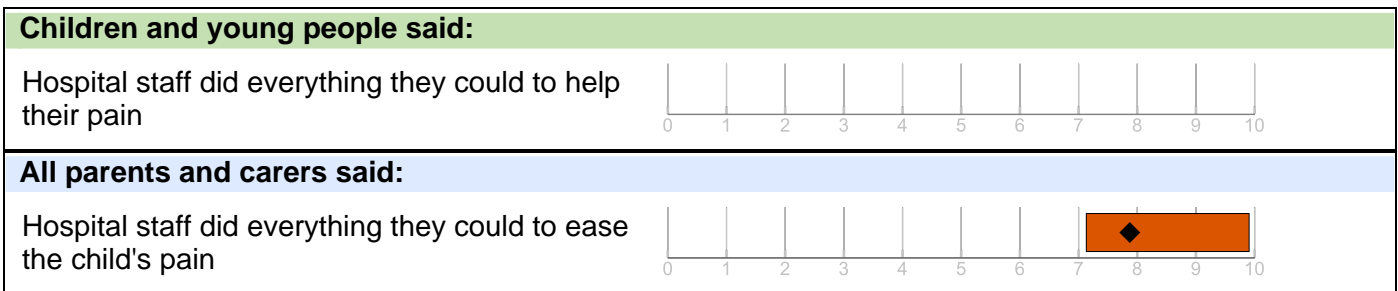 Children and young people said:
Hospital staff did everything they could to help
their pain
0 1 2 3 4 5 6 7 8 9 10
All parents and carers said:
Hospital staff did everything they could to ease
the child's pain
0 1 2 3 4 5 6 7 8 9 10